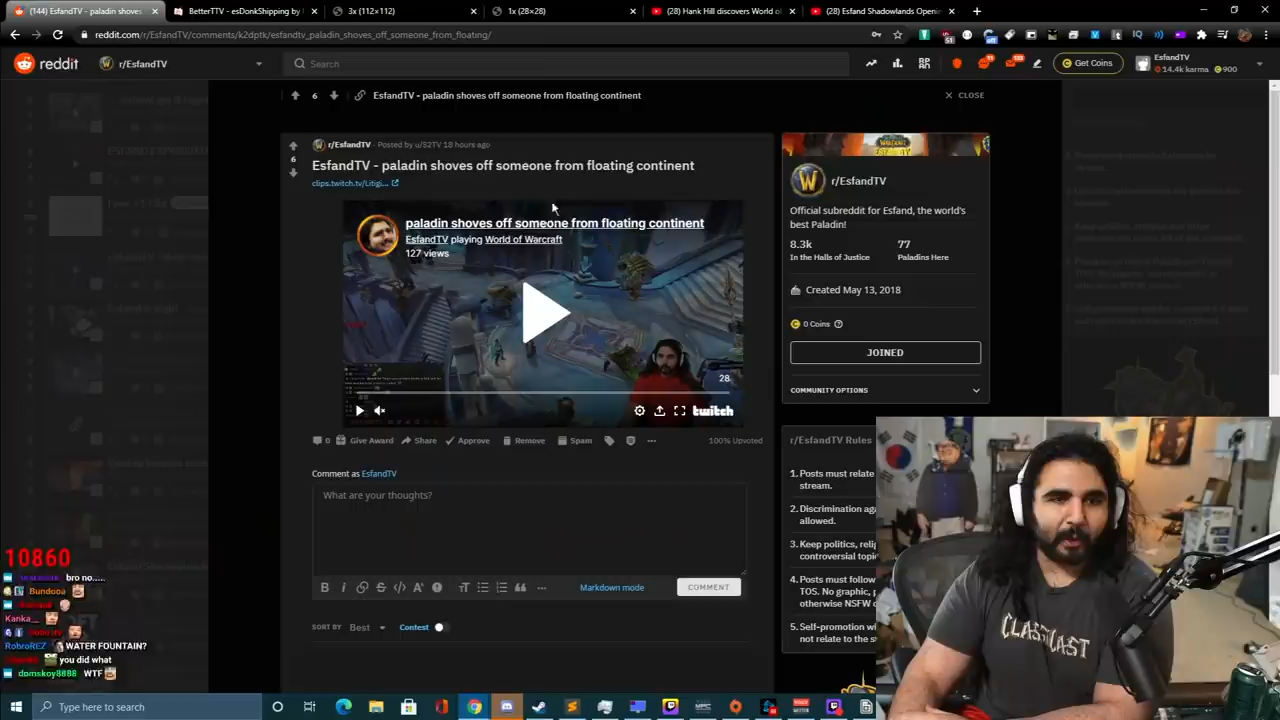 (144) EsfandTV - paladin shoves
BetterTTV - esDonkShipping by
3x (112×112)
1x (28×28)
(28) Hank Hill discovers World o
(28) Esfand Shadowlands Openi
reddit.com/r/EsfandTV/comments/k2dptk/esfandtv_paladin_shoves_off_someone_from_floating/
reddit
r/EsfandTV
Search
Get Coins
EsfandTV
14.4k karma
900
6
EsfandTV - paladin shoves off someone from floating continent
CLOSE
r/EsfandTV · Posted by u/S2TV 18 hours ago
6
EsfandTV - paladin shoves off someone from floating continent
clips.twitch.tv/Litigi...
paladin shoves off someone from floating continent
EsfandTV playing World of Warcraft
127 views
28
twitch
0
Give Award
Share
Approve
Remove
Spam
100% Upvoted
Comment as EsfandTV
What are your thoughts?
Markdown mode
COMMENT
SORT BY Best
Contest
r/EsfandTV
Official subreddit for Esfand, the world's
best Paladin!
8.3k
77
In the Halls of Justice
Paladins Here
Created May 13, 2018
0 Coins
JOINED
COMMUNITY OPTIONS
r/EsfandTV Rules
1. Posts must relate
stream.
2. Discrimination aga
allowed.
3. Keep politics, relig
controversial topic
4. Posts must follow
TOS. No graphic, p
otherwise NSFW c
5. Self-promotion wi
not relate to the s
CLASSCAST
10860
bro no.....
Bundooa
Kanka__
RobroREZ WATER FOUNTAIN?
you did what
domskoy8888 WTF
Type here to search